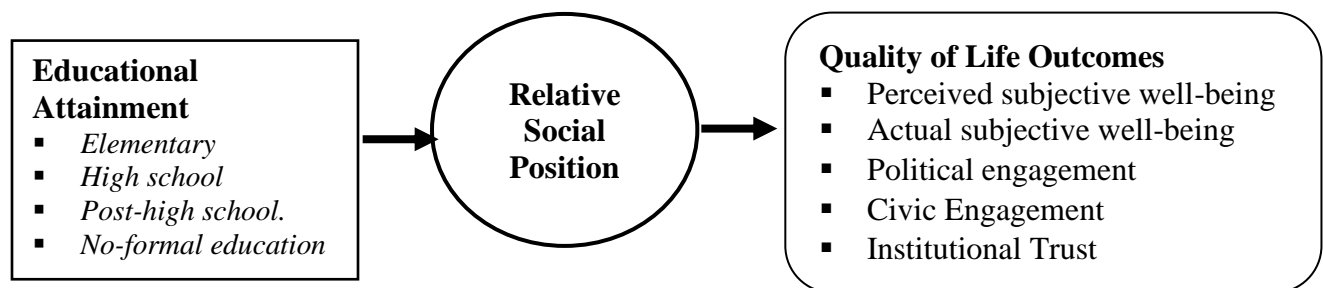 Educational
Attainment
▪ Elementary
▪ High school
▪ Post-high school.
▪ No-formal education
Relative
Social
Position
Quality of Life Outcomes
▪ Perceived subjective well-being
▪ Actual subjective well-being
▪ Political engagement
▪ Civic Engagement
▪ Institutional Trust